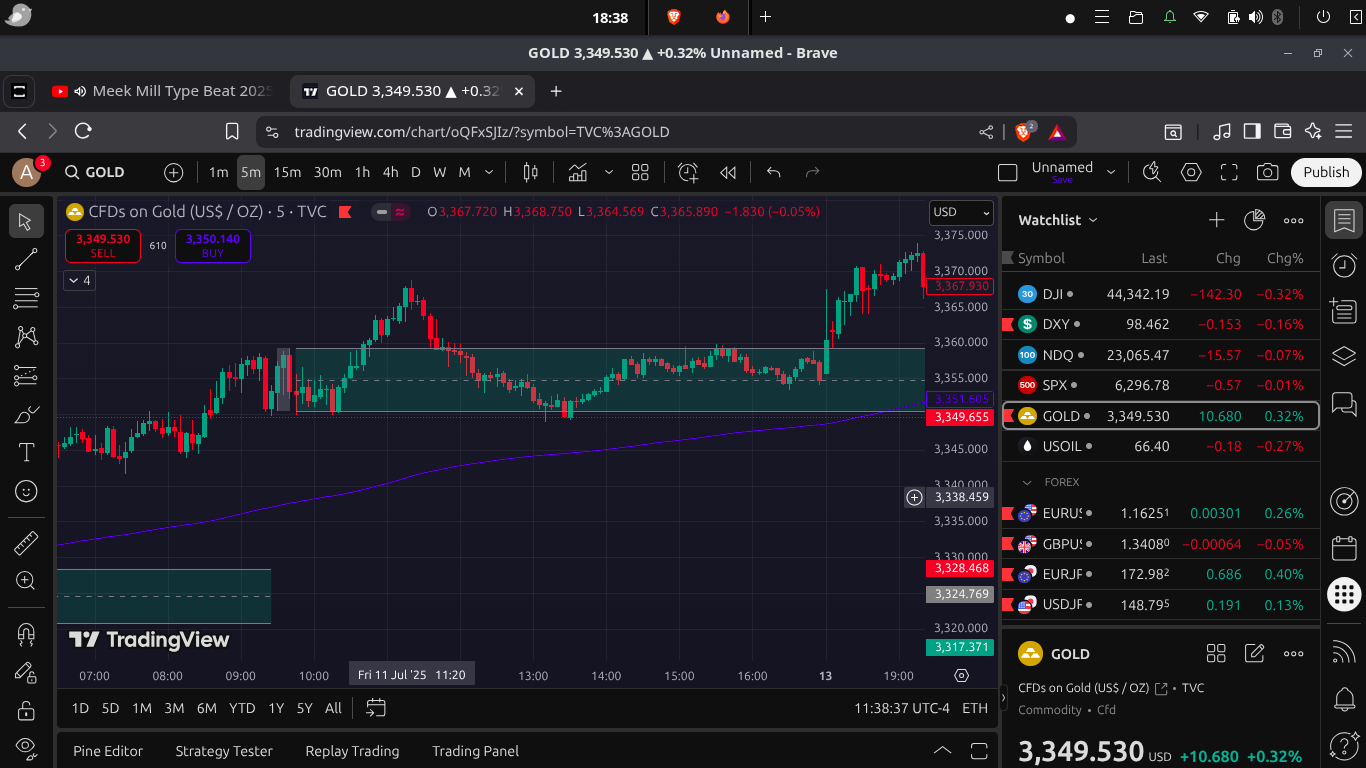 18:38
GOLD 3,349.530 ▲ +0.32% Unnamed - Brave
Meek Mill Type Beat 2025
GOLD 3,349.530 ▲ +0.32
tradingview.com/chart/oQFxSJIz/?symbol=TVC%3AGOLD
2
A 3 GOLD 1m 5m 15m 30m 1h 4h D W M Unnamed Save Publish
CFDs on Gold (US$ / OZ) · 5 · TVC O3,367.720 H3,368.750 L3,364.569 C3,365.890 −1.830 (−0.05%) USD
3,349.530 SELL 610 3,350.140 BUY
4
3,375.000
3,370.000
3,367.930
3,365.000
3,360.000
3,355.000
3,351.605
3,349.655
3,345.000
3,340.000
3,338.459
3,335.000
3,330.000
3,328.468
3,324.769
3,320.000
3,317.371
TradingView
07:00 08:00 09:00 10:00 Fri 11 Jul '25 11:20 13:00 14:00 15:00 16:00 13 19:00
1D 5D 1M 3M 6M YTD 1Y 5Y All 11:38:37 UTC-4 ETH
Pine Editor Strategy Tester Replay Trading Trading Panel
Watchlist
Symbol Last Chg Chg%
30 DJI 44,342.19 −142.30 −0.32%
$ DXY 98.462 −0.153 −0.16%
100 NDQ 23,065.47 −15.57 −0.07%
500 SPX 6,296.78 −0.57 −0.01%
GOLD 3,349.530 10.680 0.32%
USOIL 66.40 −0.18 −0.27%
FOREX
EURUS 1.16251 0.00301 0.26%
GBPUS 1.34080 −0.00064 −0.05%
EURJP 172.982 0.686 0.40%
USDJP 148.795 0.191 0.13%
GOLD
CFDs on Gold (US$ / OZ) • TVC
Commodity • Cfd
3,349.530 USD +10.680 +0.32%